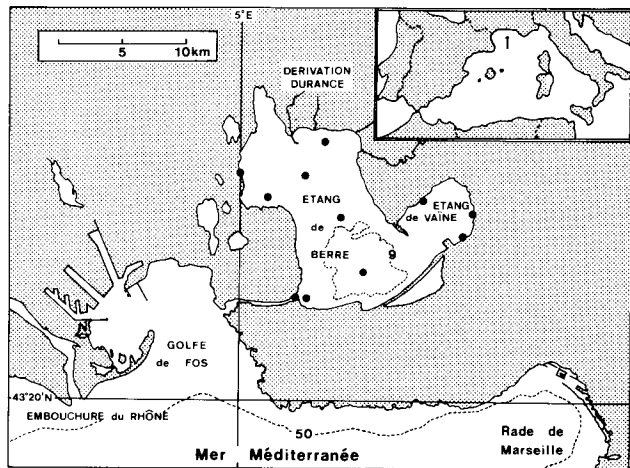 5°E
5
10km
1
DERIVATION
DURANCE
ETANG
de
BERRE
ETANG
de VAÏNE
9
N
GOLFE
de FOS
43°20'N
EMBOUCHURE du RHÔNE
50
Rade de
Marseille
Mer Méditerranée